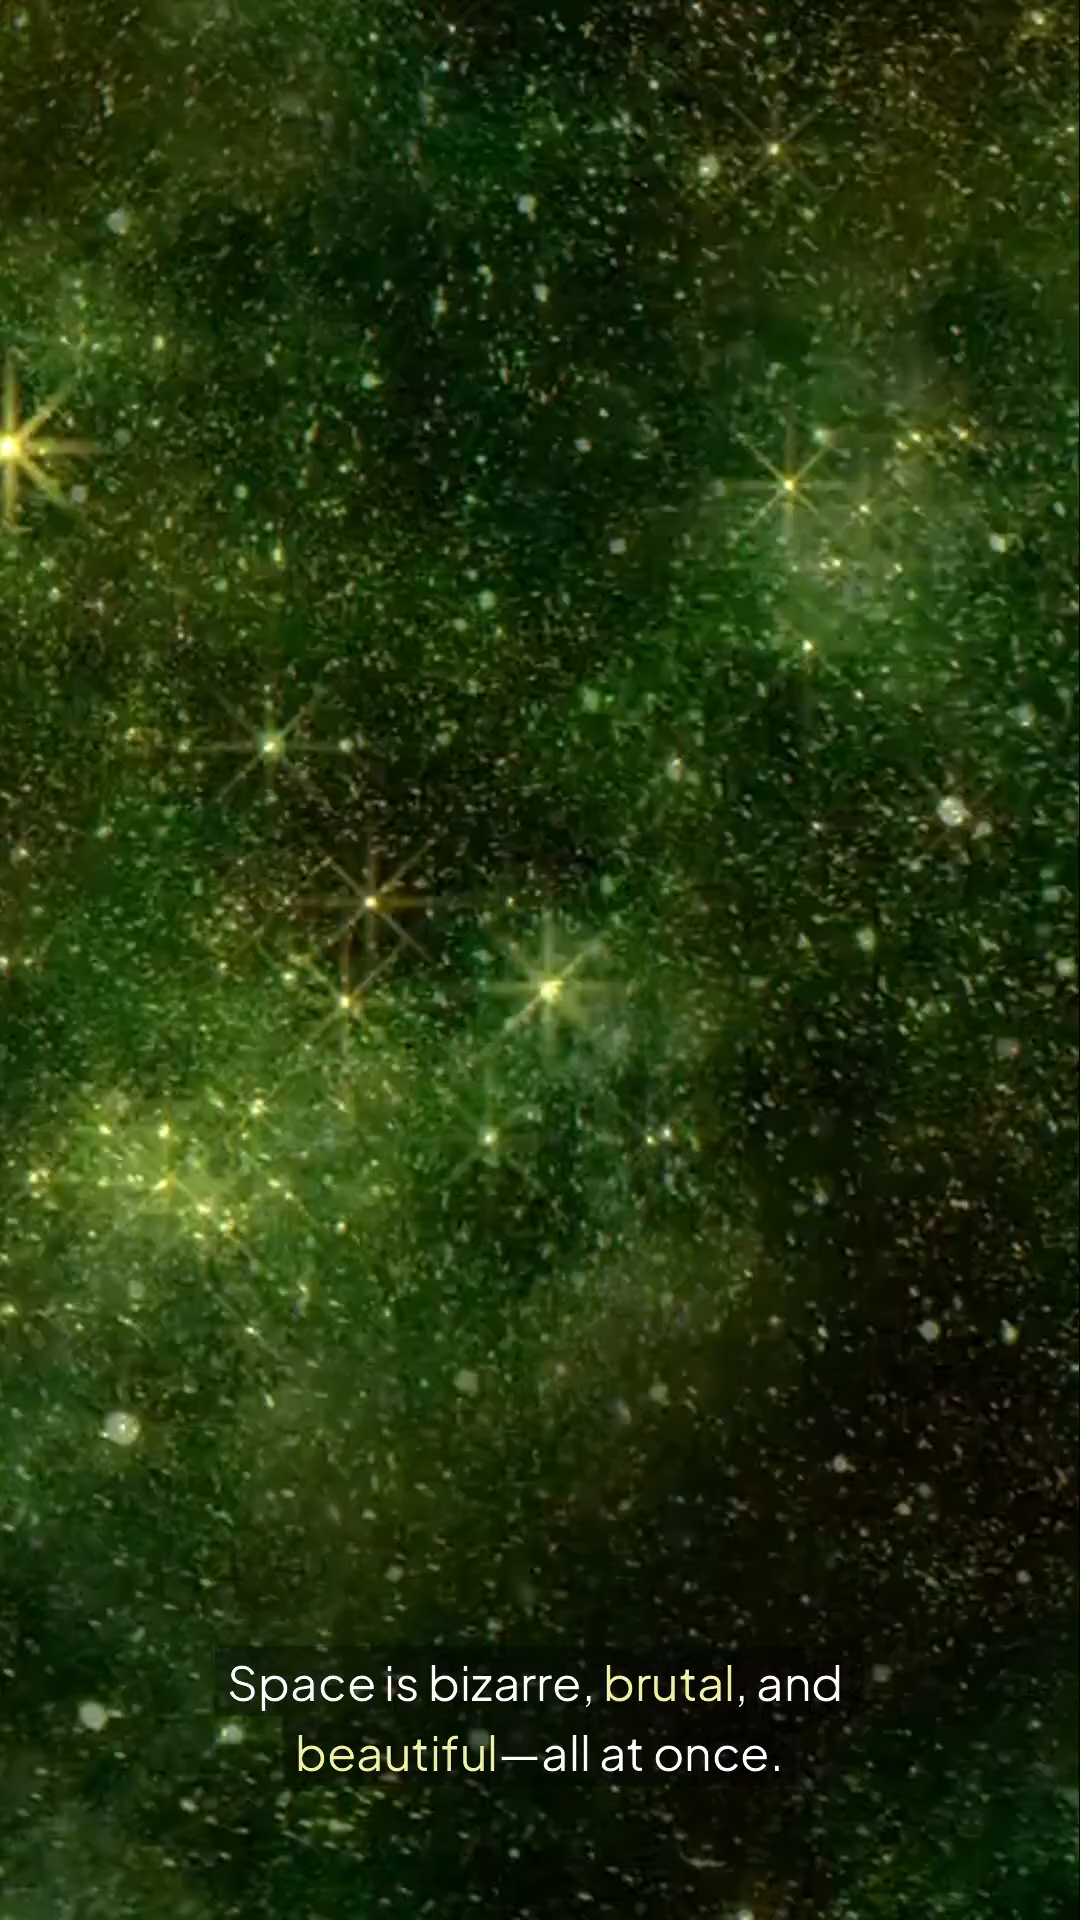 Space is bizarre, brutal, and
beautiful—all at once.